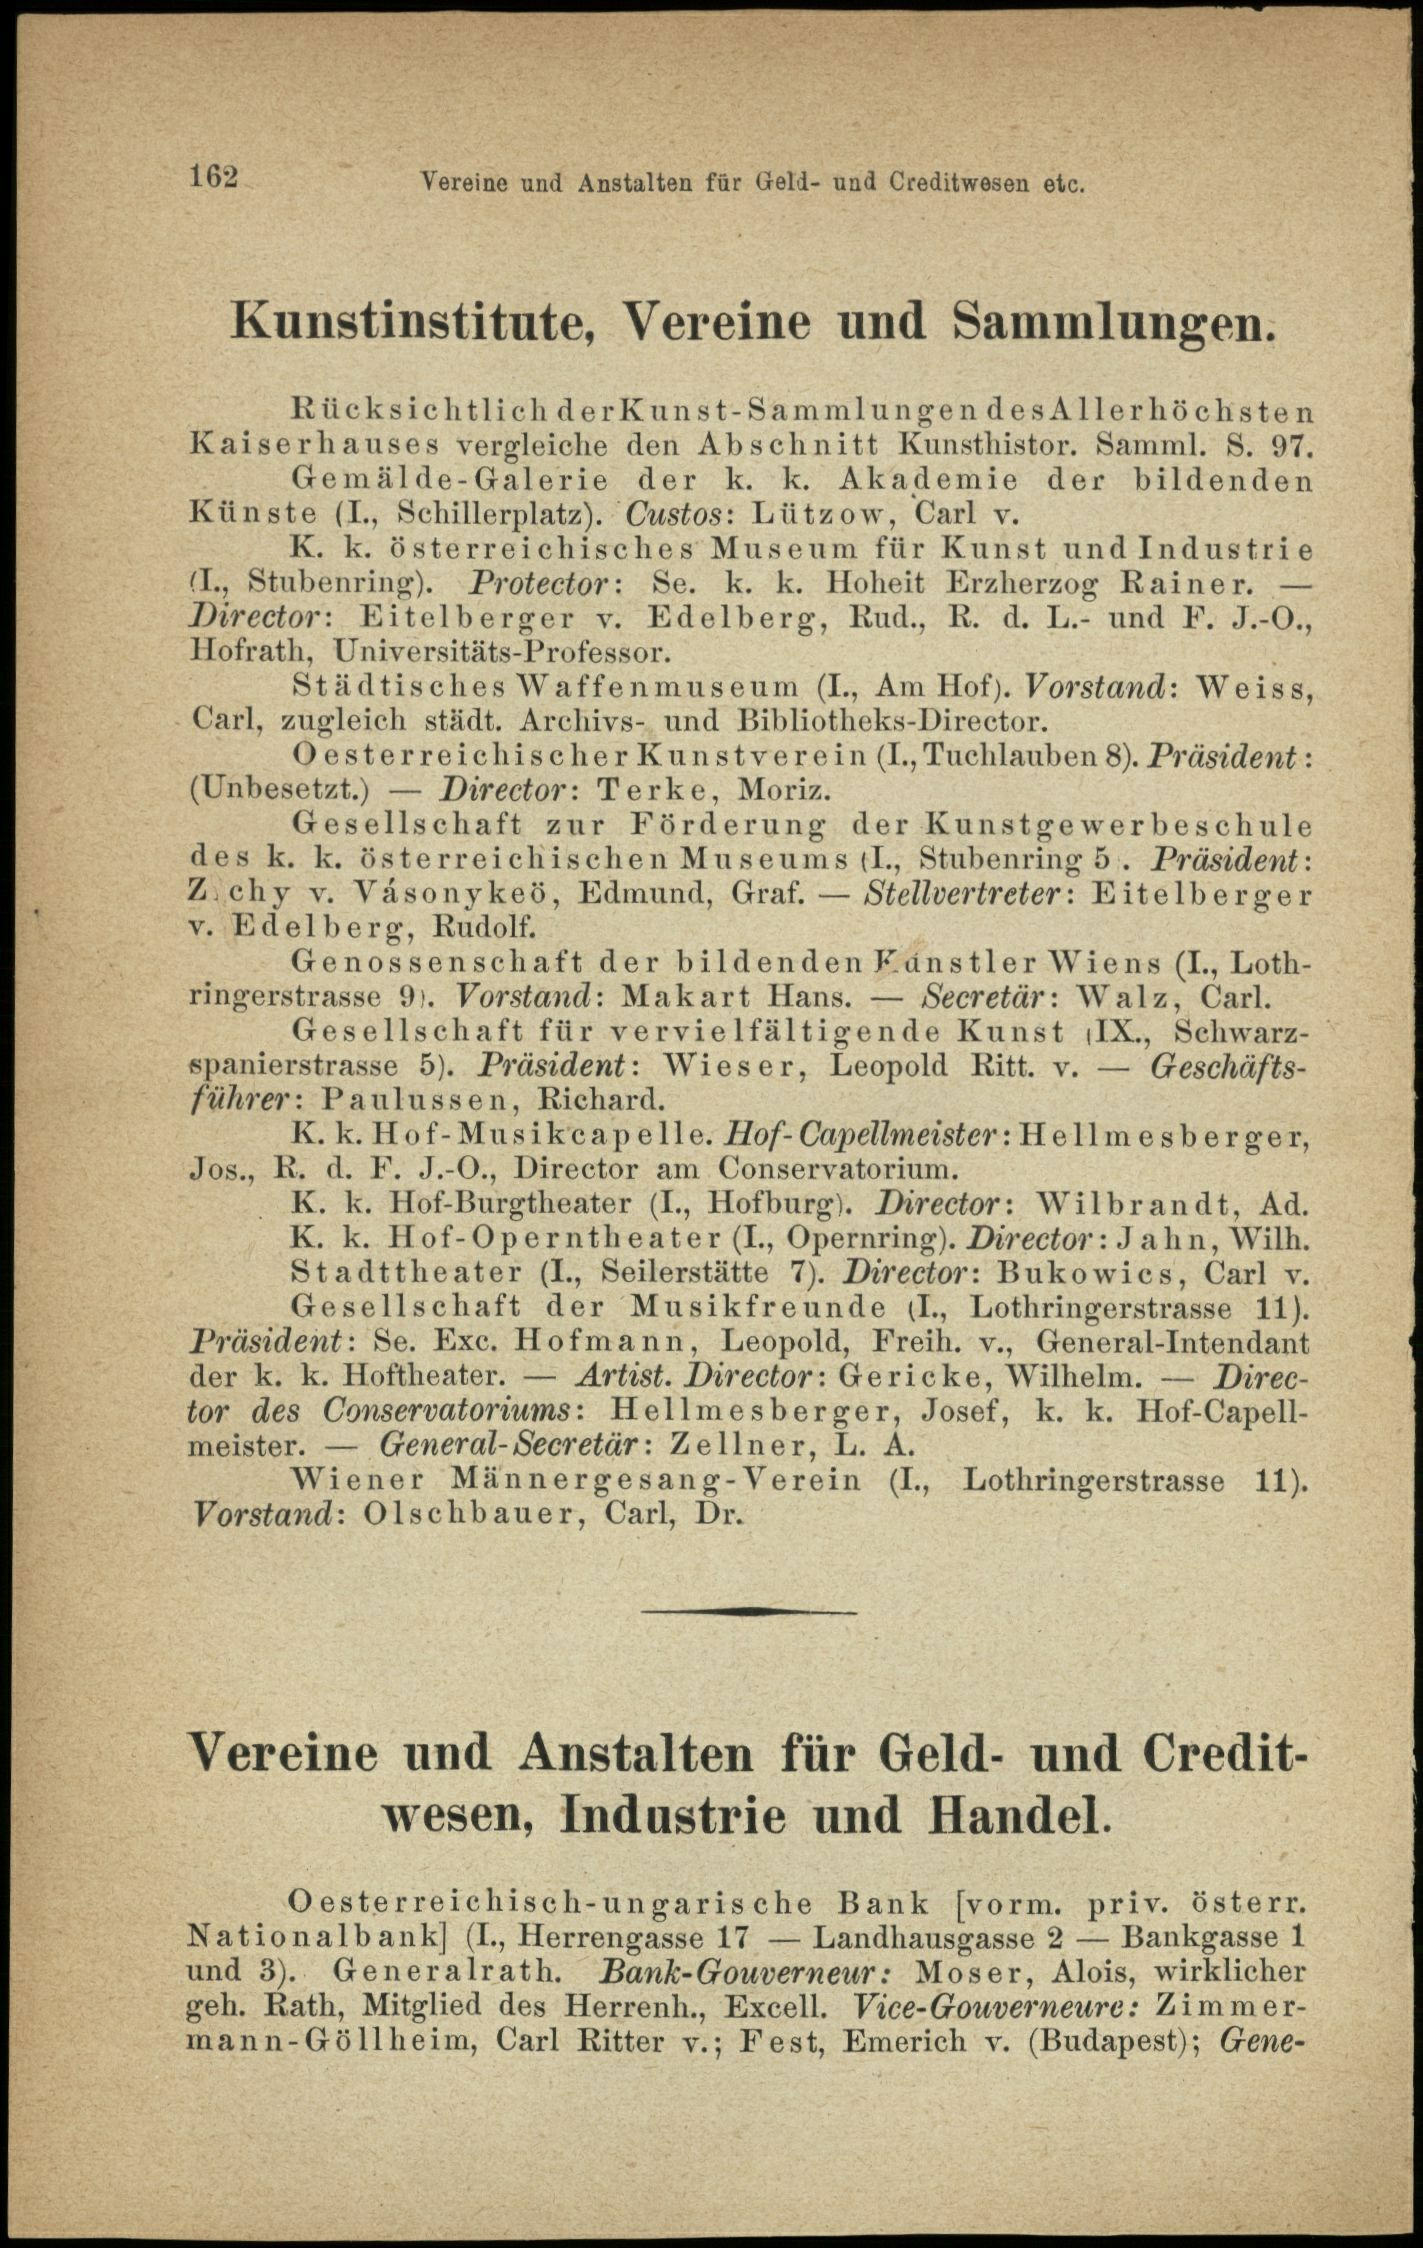 162
Vereine und Anstalten für Geld- und Creditwesen etc.
Kunstinstitute, Vereine und Sammlungen.
Rücksichtlich der Kunst-Sammlungen des Allerhöchsten
Kaiserhauses vergleiche den Abschnitt Kunsthistor. Samml. S. 97.
Gemälde-Galerie der k. k. Akademie der bildenden
Künste (I., Schillerplatz). Custos: Lützow, Carl v.
K. k. österreichisches Museum für Kunst und Industrie
(I., Stubenring). Protector: Se. k. k. Hoheit Erzherzog Rainer. —
Director: Eitelberger v. Edelberg, Rud., R. d. L.- und F. J.-O.,
Hofrath, Universitäts-Professor.
Städtisches Waffenmuseum (I., Am Hof). Vorstand: Weiss,
Carl, zugleich städt. Archivs- und Bibliotheks-Director.
Oesterreichischer Kunstverein (I., Tuchlauben 8). Präsident:
(Unbesetzt.) — Director: Terke, Moriz.
Gesellschaft zur Förderung der Kunstgewerbeschule
des k. k. österreichischen Museums (I., Stubenring 5. Präsident:
Zichy v. Vásonykeö, Edmund, Graf. — Stellvertreter: Eitelberger
v. Edelberg, Rudolf.
Genossenschaft der bildenden Künstler Wiens (I., Loth-
ringerstrasse 9). Vorstand: Makart Hans. — Secretär: Walz, Carl.
Gesellschaft für vervielfältigende Kunst (IX., Schwarz-
spanierstrasse 5). Präsident: Wieser, Leopold Ritt. v. — Geschäfts-
führer: Paulussen, Richard.
K. k. Hof-Musikcapelle. Hof-Capellmeister: Hellmesberger,
Jos., R. d. F. J.-O., Director am Conservatorium.
K. k. Hof-Burgtheater (I., Hofburg). Director: Wilbrandt, Ad.
K. k. Hof-Operntheater (I., Opernring). Director: Jahn, Wilh.
Stadttheater (I., Seilerstätte 7). Director: Bukowics, Carl v.
Gesellschaft der Musikfreunde (I., Lothringerstrasse 11).
Präsident: Se. Exc. Hofmann, Leopold, Freih. v., General-Intendant
der k. k. Hoftheater. — Artist. Director: Gericke, Wilhelm. — Direc-
tor des Conservatoriums: Hellmesberger, Josef, k. k. Hof-Capell-
meister. — General-Secretär: Zellner, L. A.
Wiener Männergesang-Verein (I., Lothringerstrasse 11).
Vorstand: Olschbauer, Carl, Dr.
Vereine und Anstalten für Geld- und Credit-
wesen, Industrie und Handel.
Oesterreichisch-ungarische Bank [vorm. priv. österr.
Nationalbank] (I., Herrengasse 17 — Landhausgasse 2 — Bankgasse 1
und 3). Generalrath. Bank-Gouverneur: Moser, Alois, wirklicher
geh. Rath, Mitglied des Herrenh., Excell. Vice-Gouverneure: Zimmer-
mann-Göllheim, Carl Ritter v.; Fest, Emerich v. (Budapest); Gene-